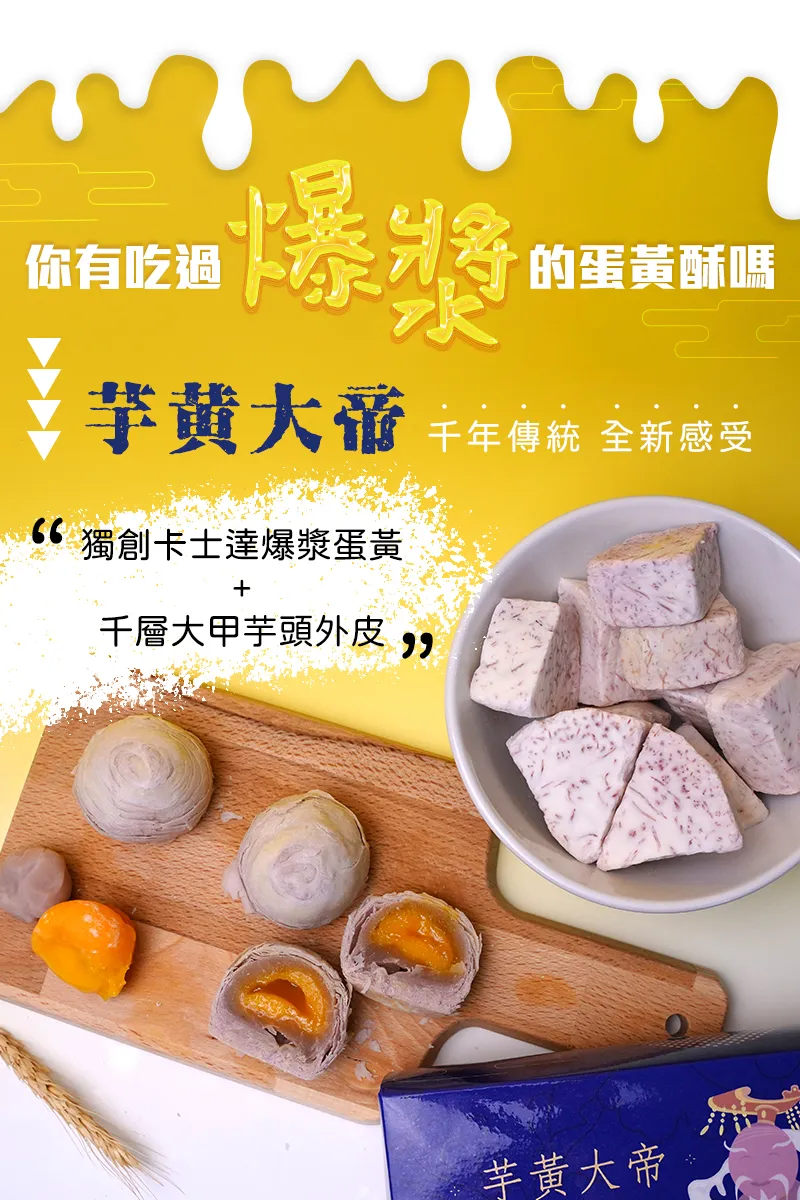 你有吃過爆漿的蛋黃酥嗎
芋黃大帝 千年傳統 全新感受
“獨創卡士達爆漿蛋黃
+
千層大甲芋頭外皮”
芋黃大帝